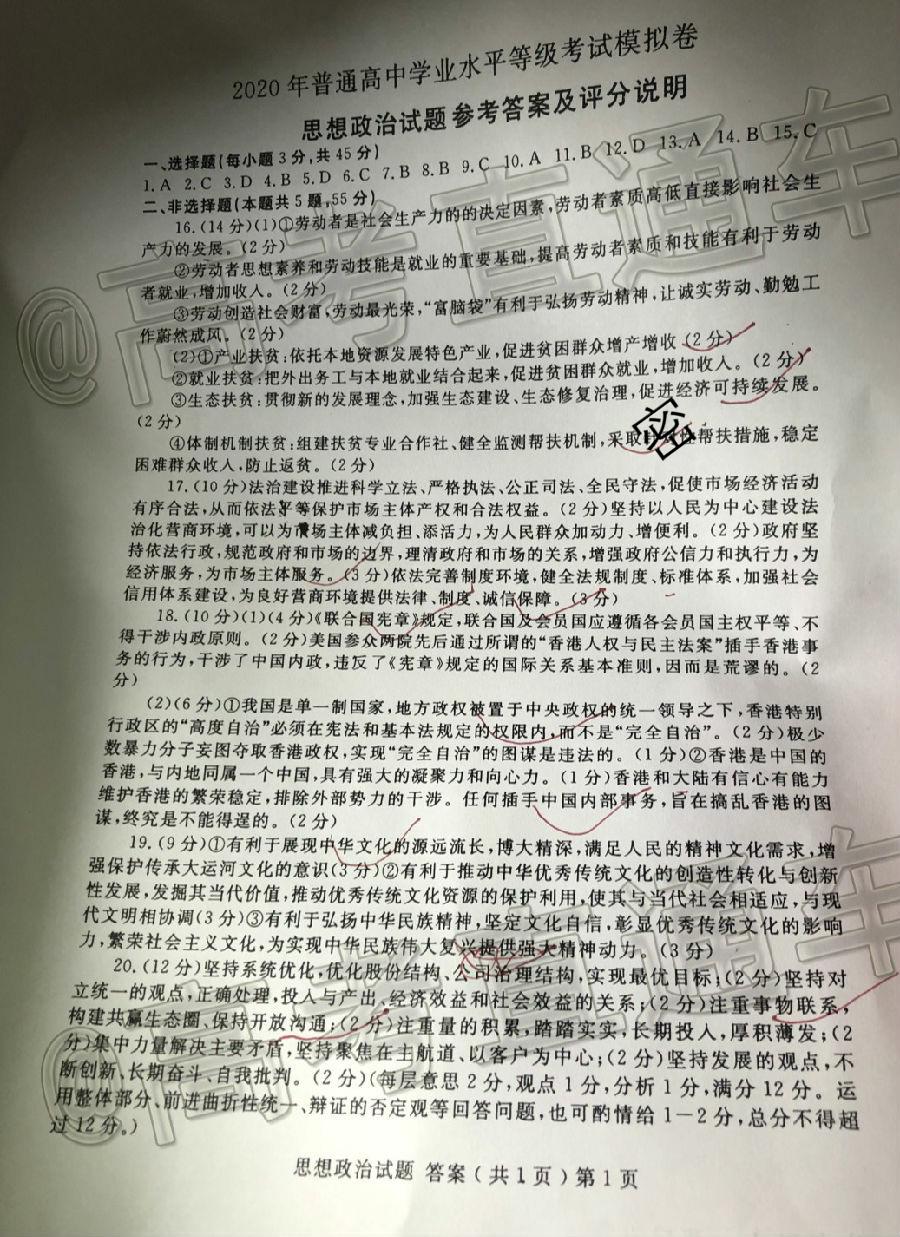 2020年普通高中学业水平等级考试模拟卷
思想政治试题参考答案及评分说明
一、选择题(每小题3分,共45分)
1.A 2.C 3.D 4.B 5.D 6.C 7.B 8.B 9.C 10.A 11.B 12.D 13.A 14.B 15.C
二、非选择题(本题共5题,55分)
16.(14分)(1)①劳动者是社会生产力的的决定因素,劳动者素质高低直接影响社会生
产力的发展。(2分)
②劳动者思想素养和劳动技能是就业的重要基础,提高劳动者素质和技能有利于劳动
者就业,增加收入。(2分)
③劳动创造社会财富,劳动最光荣,“富脑袋”有利于弘扬劳动精神,让诚实劳动、勤勉工
作蔚然成风。(2分)
(2)①产业扶贫:依托本地资源发展特色产业,促进贫困群众增产增收(2分)
②就业扶贫:把外出务工与本地就业结合起来,促进贫困群众就业,增加收入。(2分)
③生态扶贫:贯彻新的发展理念,加强生态建设、生态修复治理,促进经济可持续发展。
(2分)
④体制机制扶贫:组建扶贫专业合作社、健全监测帮扶机制,采取帮扶措施,稳定
密
困难群众收入,防止返贫。(2分)
17.(10分)法治建设推进科学立法、严格执法、公正司法、全民守法,促使市场经济活动
有序合法,从而依法平等保护市场主体产权和合法权益。(2分)坚持以人民为中心建设法
治化营商环境,可以为市场主体减负担、添活力,为人民群众加动力、增便利。(2分)政府坚
持依法行政,规范政府和市场的边界,理清政府和市场的关系,增强政府公信力和执行力,为
经济服务,为市场主体服务。(3分)依法完善制度环境,健全法规制度、标准体系,加强社会
信用体系建设,为良好营商环境提供法律、制度、诚信保障。(3分)
18.(10分)(1)(4分)《联合国宪章》规定,联合国及会员国应遵循各会员国主权平等、不
得干涉内政原则。(2分)美国参众两院先后通过所谓的“香港人权与民主法案”插手香港事
务的行为,干涉了中国内政,违反了《宪章》规定的国际关系基本准则,因而是荒谬的。(2
分)
(2)(6分)①我国是单一制国家,地方政权被置于中央政权的统一领导之下,香港特别
行政区的“高度自治”必须在宪法和基本法规定的权限内,而不是“完全自治”。(2分)极少
数暴力分子妄图夺取香港政权,实现“完全自治”的图谋是违法的。(1分)②香港是中国的
香港,与内地同属一个中国,具有强大的凝聚力和向心力。(1分)香港和大陆有信心有能力
维护香港的繁荣稳定,排除外部势力的干涉。任何插手中国内部事务,旨在搞乱香港的图
谋,终究是不能得逞的。(2分)
19.(9分)①有利于展现中华文化的源远流长,博大精深,满足人民的精神文化需求,增
强保护传承大运河文化的意识(3分)②有利于推动中华优秀传统文化的创造性转化与创新
性发展,发掘其当代价值,推动优秀传统文化资源的保护利用,使其与当代社会相适应,与现
代文明相协调(3分)③有利于弘扬中华民族精神,坚定文化自信,彰显优秀传统文化的影响
力,繁荣社会主义文化,为实现中华民族伟大复兴提供强大精神动力。(3分)
20.(12分)坚持系统优化,优化股份结构、公司治理结构,实现最优目标;(2分)坚持对
立统一的观点,正确处理,投入与产出、经济效益和社会效益的关系;(2分)注重事物联系,
构建共赢生态圈、保持开放沟通;(2分)注重量的积累,踏踏实实,长期投入,厚积薄发;(2
分)集中力量解决主要矛盾,坚持聚焦在主航道、以客户为中心;(2分)坚持发展的观点,不
断创新、长期奋斗、自我批判。(2分)(每层意思2分,观点1分,分析1分,满分12分。运
用整体部分、前进曲折性统一、辩证的否定观等回答问题,也可酌情给1-2分,总分不得超
过12分。)
思想政治试题 答案(共1页)第1页
@高考直通车
@高考直通车